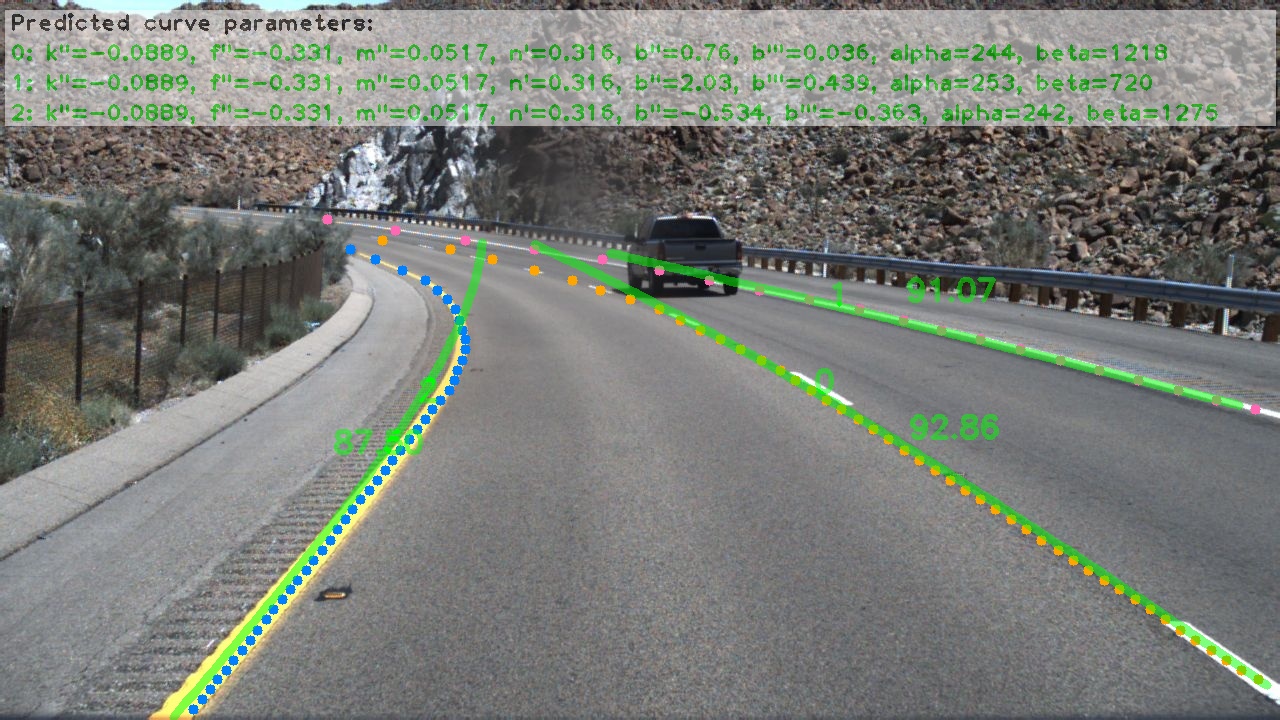 Predicted curve parameters:
0: k''=-0.0889, f''=-0.331, m''=0.0517, n'=0.316, b''=0.76, b'''=0.036, alpha=244, beta=1218
1: k''=-0.0889, f''=-0.331, m''=0.0517, n'=0.316, b''=2.03, b'''=0.439, alpha=253, beta=720
2: k''=-0.0889, f''=-0.331, m''=0.0517, n'=0.316, b''=-0.534, b'''=-0.363, alpha=242, beta=1275
1 91.07
0
92.86